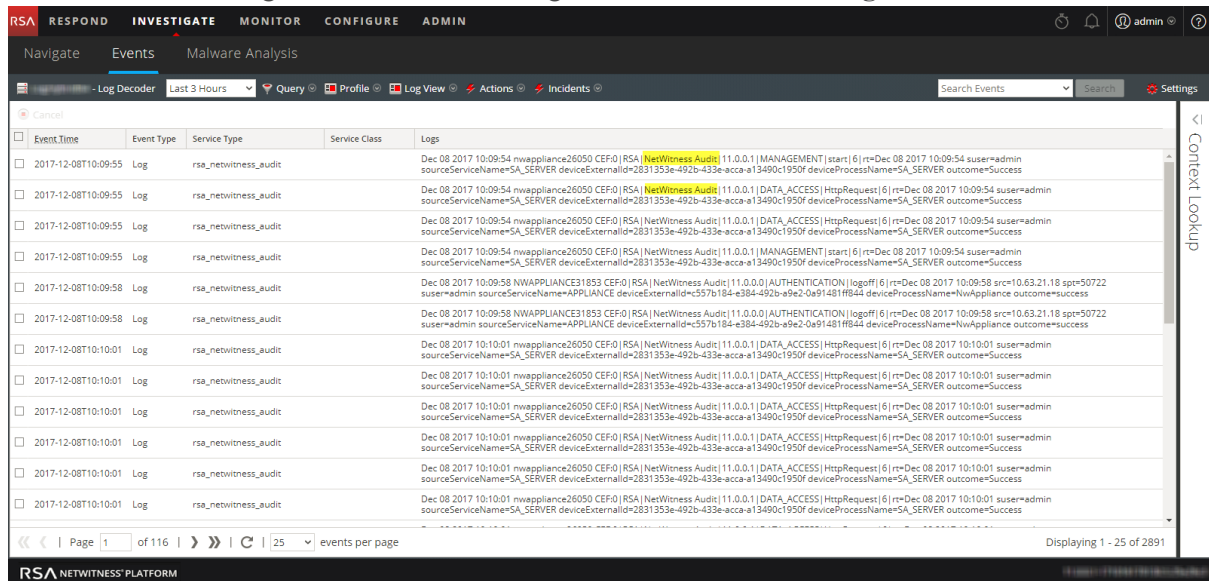 RSA RESPOND INVESTIGATE MONITOR CONFIGURE ADMIN admin
Navigate Events Malware Analysis
- Log Decoder Last 3 Hours Query Profile Log View Actions Incidents Search Events Search Settings
Cancel
Event Time Event Type Service Type Service Class Logs
Context Lookup
2017-12-08T10:09:55 Log rsa_netwitness_audit Dec 08 2017 10:09:54 nwappliance26050 CEF:0|RSA|NetWitness Audit|11.0.0.1|MANAGEMENT|start|6|rt=Dec 08 2017 10:09:54 suser=admin
sourceServiceName=SA_SERVER deviceExternalId=2831353e-492b-433e-acca-a13490c1950f deviceProcessName=SA_SERVER outcome=Success
2017-12-08T10:09:55 Log rsa_netwitness_audit Dec 08 2017 10:09:54 nwappliance26050 CEF:0|RSA|NetWitness Audit|11.0.0.1|DATA_ACCESS|HttpRequest|6|rt=Dec 08 2017 10:09:54 suser=admin
sourceServiceName=SA_SERVER deviceExternalId=2831353e-492b-433e-acca-a13490c1950f deviceProcessName=SA_SERVER outcome=Success
2017-12-08T10:09:55 Log rsa_netwitness_audit Dec 08 2017 10:09:54 nwappliance26050 CEF:0|RSA|NetWitness Audit|11.0.0.1|DATA_ACCESS|HttpRequest|6|rt=Dec 08 2017 10:09:54 suser=admin
sourceServiceName=SA_SERVER deviceExternalId=2831353e-492b-433e-acca-a13490c1950f deviceProcessName=SA_SERVER outcome=Success
2017-12-08T10:09:55 Log rsa_netwitness_audit Dec 08 2017 10:09:54 nwappliance26050 CEF:0|RSA|NetWitness Audit|11.0.0.1|MANAGEMENT|start|6|rt=Dec 08 2017 10:09:54 suser=admin
sourceServiceName=SA_SERVER deviceExternalId=2831353e-492b-433e-acca-a13490c1950f deviceProcessName=SA_SERVER outcome=Success
2017-12-08T10:09:58 Log rsa_netwitness_audit Dec 08 2017 10:09:58 NWAPPLIANCE31853 CEF:0|RSA|NetWitness Audit|11.0.0.0|AUTHENTICATION|logoff|6|rt=Dec 08 2017 10:09:58 src=10.63.21.18 spt=50722
suser=admin sourceServiceName=APPLIANCE deviceExternalId=c557b184-e384-492b-a9e2-0a91481ff844 deviceProcessName=NwAppliance outcome=success
2017-12-08T10:09:58 Log rsa_netwitness_audit Dec 08 2017 10:09:58 NWAPPLIANCE31853 CEF:0|RSA|NetWitness Audit|11.0.0.0|AUTHENTICATION|logoff|6|rt=Dec 08 2017 10:09:58 src=10.63.21.18 spt=50722
suser=admin sourceServiceName=APPLIANCE deviceExternalId=c557b184-e384-492b-a9e2-0a91481ff844 deviceProcessName=NwAppliance outcome=success
2017-12-08T10:10:01 Log rsa_netwitness_audit Dec 08 2017 10:10:01 nwappliance26050 CEF:0|RSA|NetWitness Audit|11.0.0.1|DATA_ACCESS|HttpRequest|6|rt=Dec 08 2017 10:10:01 suser=admin
sourceServiceName=SA_SERVER deviceExternalId=2831353e-492b-433e-acca-a13490c1950f deviceProcessName=SA_SERVER outcome=Success
2017-12-08T10:10:01 Log rsa_netwitness_audit Dec 08 2017 10:10:01 nwappliance26050 CEF:0|RSA|NetWitness Audit|11.0.0.1|DATA_ACCESS|HttpRequest|6|rt=Dec 08 2017 10:10:01 suser=admin
sourceServiceName=SA_SERVER deviceExternalId=2831353e-492b-433e-acca-a13490c1950f deviceProcessName=SA_SERVER outcome=Success
2017-12-08T10:10:01 Log rsa_netwitness_audit Dec 08 2017 10:10:01 nwappliance26050 CEF:0|RSA|NetWitness Audit|11.0.0.1|DATA_ACCESS|HttpRequest|6|rt=Dec 08 2017 10:10:01 suser=admin
sourceServiceName=SA_SERVER deviceExternalId=2831353e-492b-433e-acca-a13490c1950f deviceProcessName=SA_SERVER outcome=Success
2017-12-08T10:10:01 Log rsa_netwitness_audit Dec 08 2017 10:10:01 nwappliance26050 CEF:0|RSA|NetWitness Audit|11.0.0.1|DATA_ACCESS|HttpRequest|6|rt=Dec 08 2017 10:10:01 suser=admin
sourceServiceName=SA_SERVER deviceExternalId=2831353e-492b-433e-acca-a13490c1950f deviceProcessName=SA_SERVER outcome=Success
2017-12-08T10:10:01 Log rsa_netwitness_audit Dec 08 2017 10:10:01 nwappliance26050 CEF:0|RSA|NetWitness Audit|11.0.0.1|DATA_ACCESS|HttpRequest|6|rt=Dec 08 2017 10:10:01 suser=admin
sourceServiceName=SA_SERVER deviceExternalId=2831353e-492b-433e-acca-a13490c1950f deviceProcessName=SA_SERVER outcome=Success
2017-12-08T10:10:01 Log rsa_netwitness_audit Dec 08 2017 10:10:01 nwappliance26050 CEF:0|RSA|NetWitness Audit|11.0.0.1|DATA_ACCESS|HttpRequest|6|rt=Dec 08 2017 10:10:01 suser=admin
sourceServiceName=SA_SERVER deviceExternalId=2831353e-492b-433e-acca-a13490c1950f deviceProcessName=SA_SERVER outcome=Success
Page 1 of 116 25 events per page Displaying 1 - 25 of 2891
RSA NETWITNESS® PLATFORM